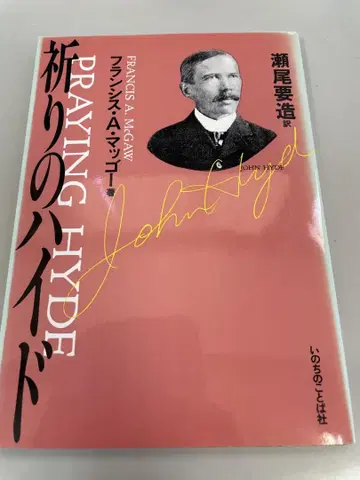 祈りのハイド
PRAYING HYDE
FRANCIS A. McGAW
フランシス・A・マッゴー著
瀬尾要造訳
JOHN HYDE
John Hyde
いのちのことば社